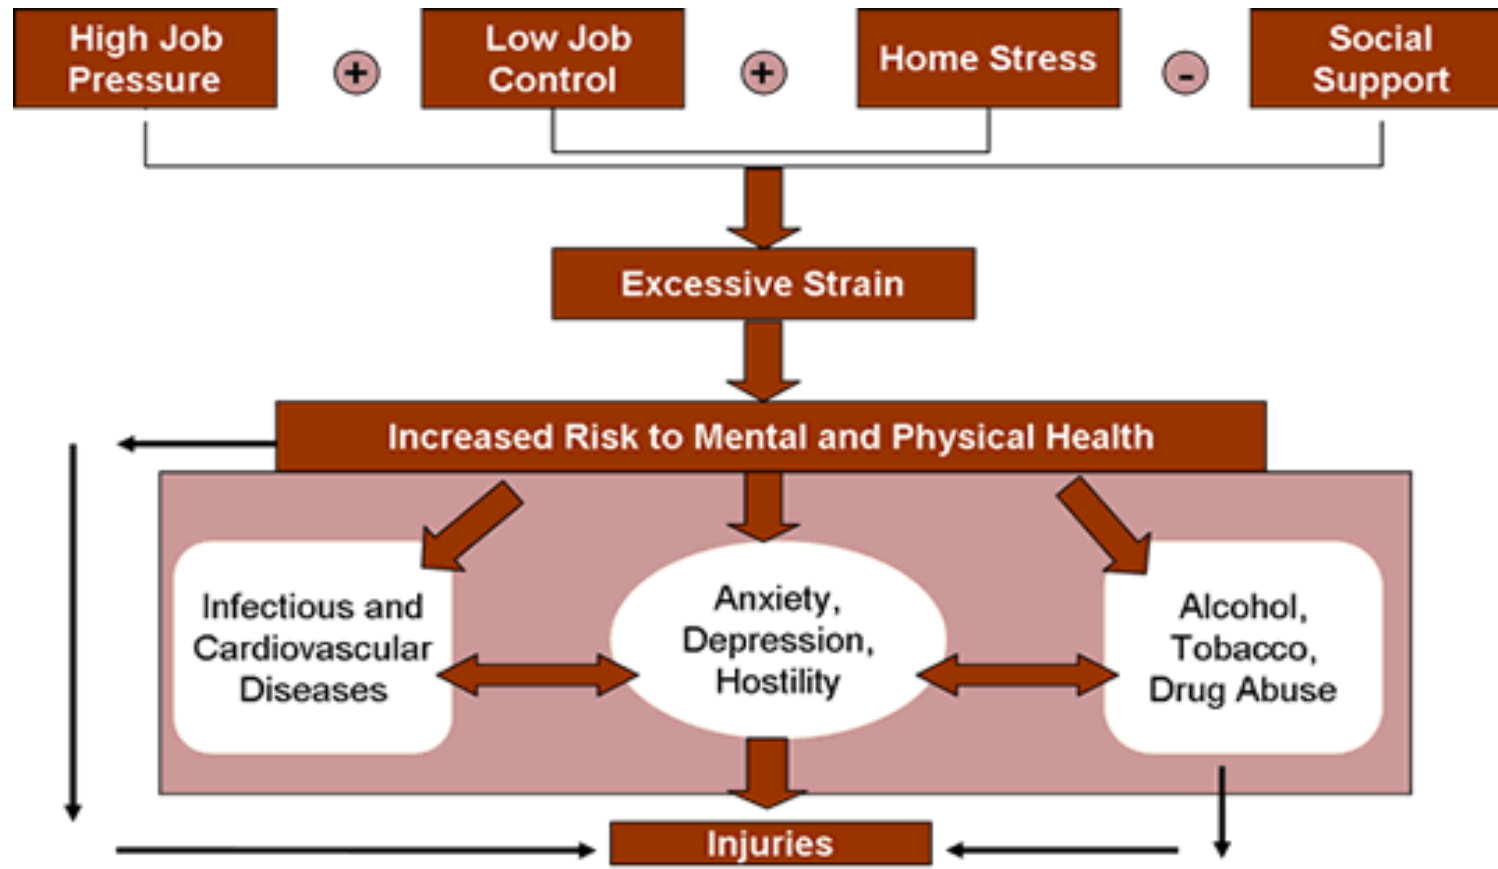 High Job
Pressure
+
Low Job
Control
+
Home Stress
-
Social
Support
Excessive Strain
Increased Risk to Mental and Physical Health
Infectious and
Cardiovascular
Diseases
Anxiety,
Depression,
Hostility
Alcohol,
Tobacco,
Drug Abuse
Injuries